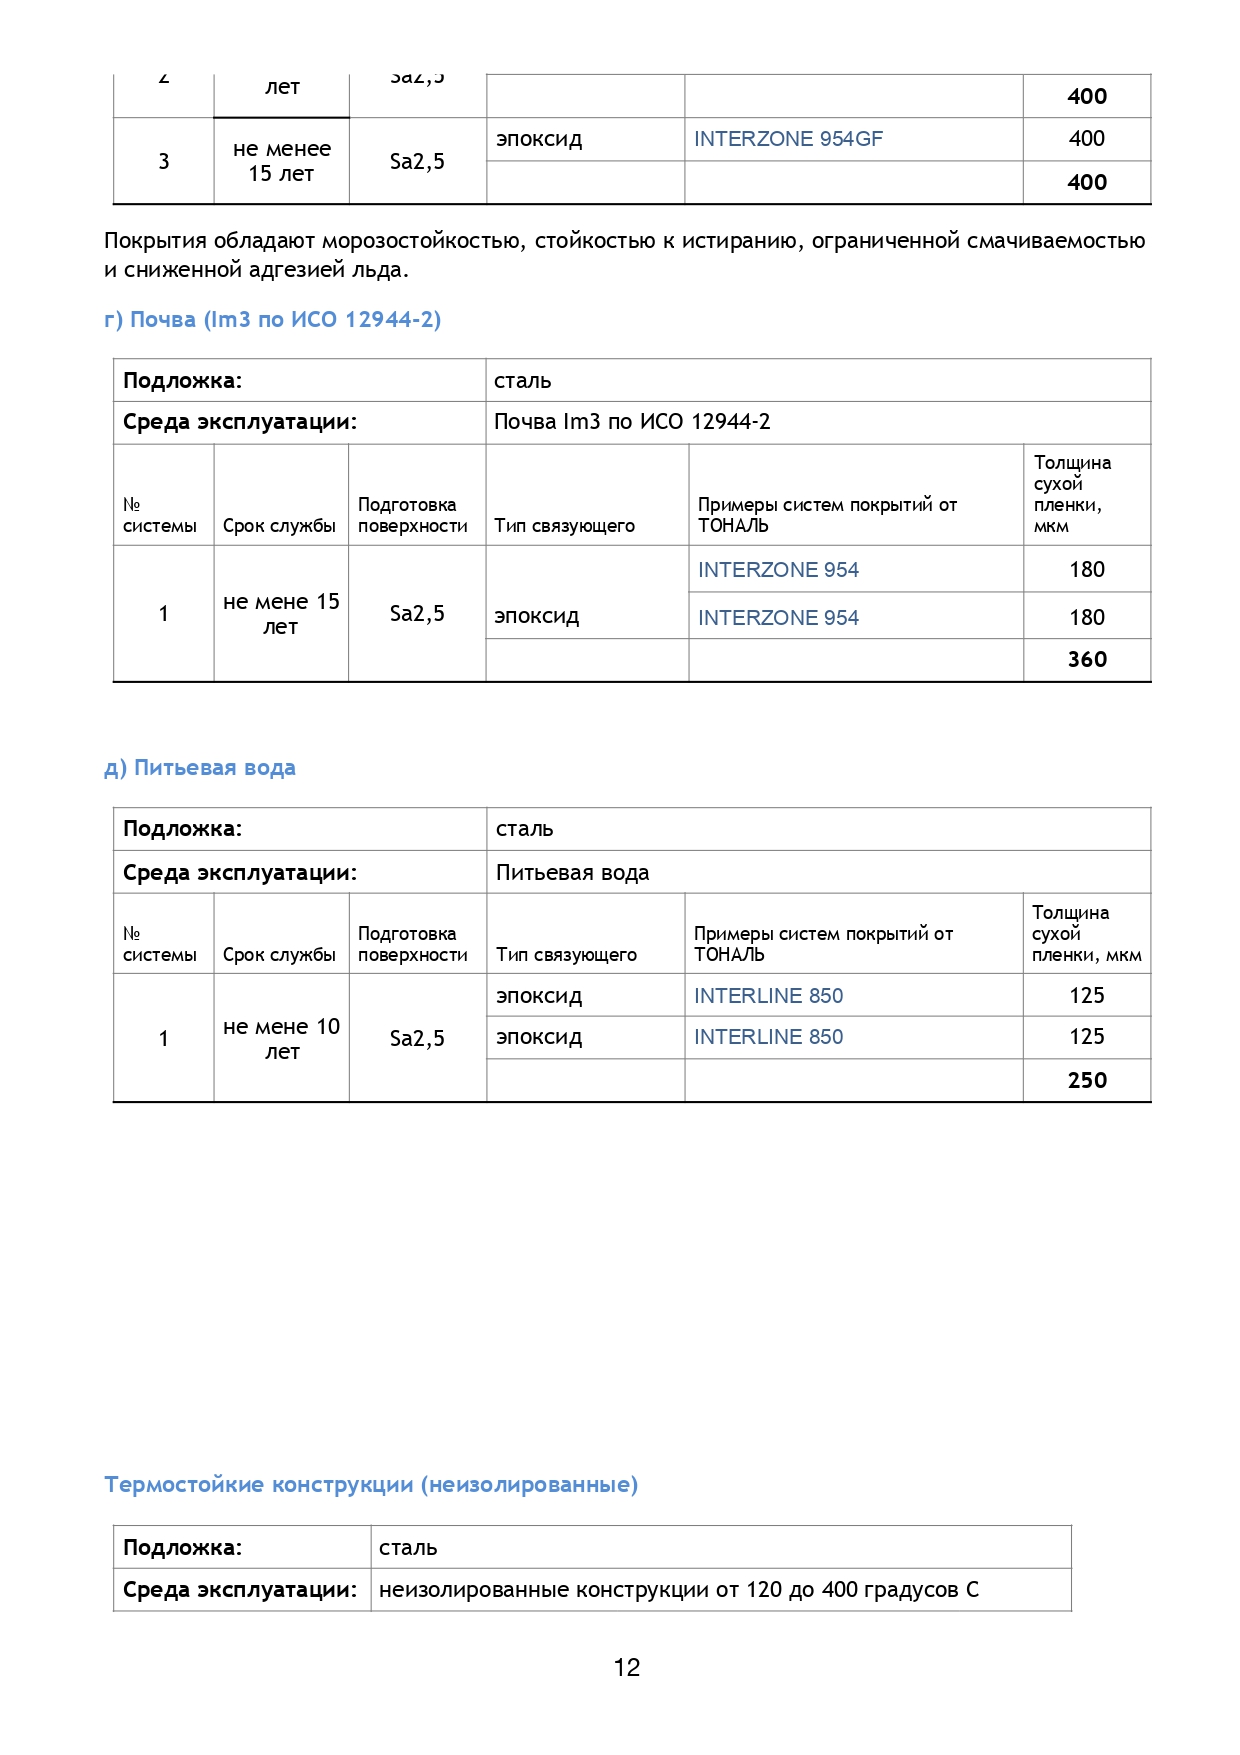 2
лет
Sa2,5
400
3
не менее
15 лет
Sa2,5
эпоксид
INTERZONE 954GF
400
400
Покрытия обладают морозостойкостью, стойкостью к истиранию, ограниченной смачиваемостью
и сниженной адгезией льда.
г) Почва (Im3 по ИСО 12944-2)
Подложка:
сталь
Среда эксплуатации:
Почва Im3 по ИСО 12944-2
№
системы
Срок службы
Подготовка
поверхности
Тип связующего
Примеры систем покрытий от
ТОНАЛЬ
Толщина
сухой
пленки,
мкм
1
не мене 15
лет
Sa2,5
эпоксид
INTERZONE 954
180
INTERZONE 954
180
360
д) Питьевая вода
Подложка:
сталь
Среда эксплуатации:
Питьевая вода
№
системы
Срок службы
Подготовка
поверхности
Тип связующего
Примеры систем покрытий от
ТОНАЛЬ
Толщина
сухой
пленки, мкм
1
не мене 10
лет
Sa2,5
эпоксид
INTERLINE 850
125
эпоксид
INTERLINE 850
125
250
Термостойкие конструкции (неизолированные)
Подложка:
сталь
Среда эксплуатации:
неизолированные конструкции от 120 до 400 градусов С
12